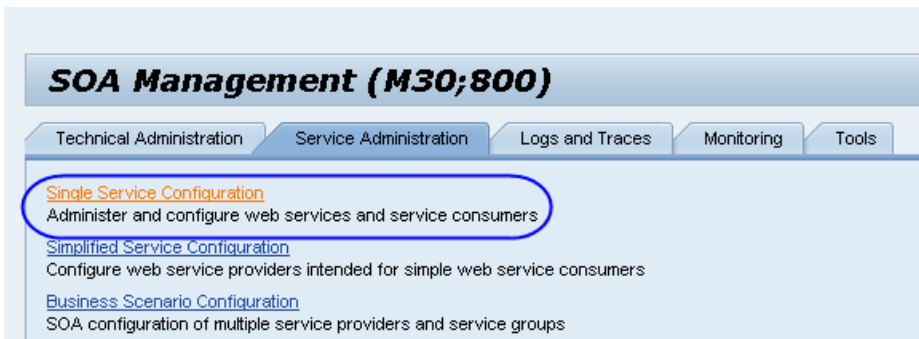 SOA Management (M30;800)
Technical Administration Service Administration Logs and Traces Monitoring Tools
Single Service Configuration
Administer and configure web services and service consumers
Simplified Service Configuration
Configure web service providers intended for simple web service consumers
Business Scenario Configuration
SOA configuration of multiple service providers and service groups